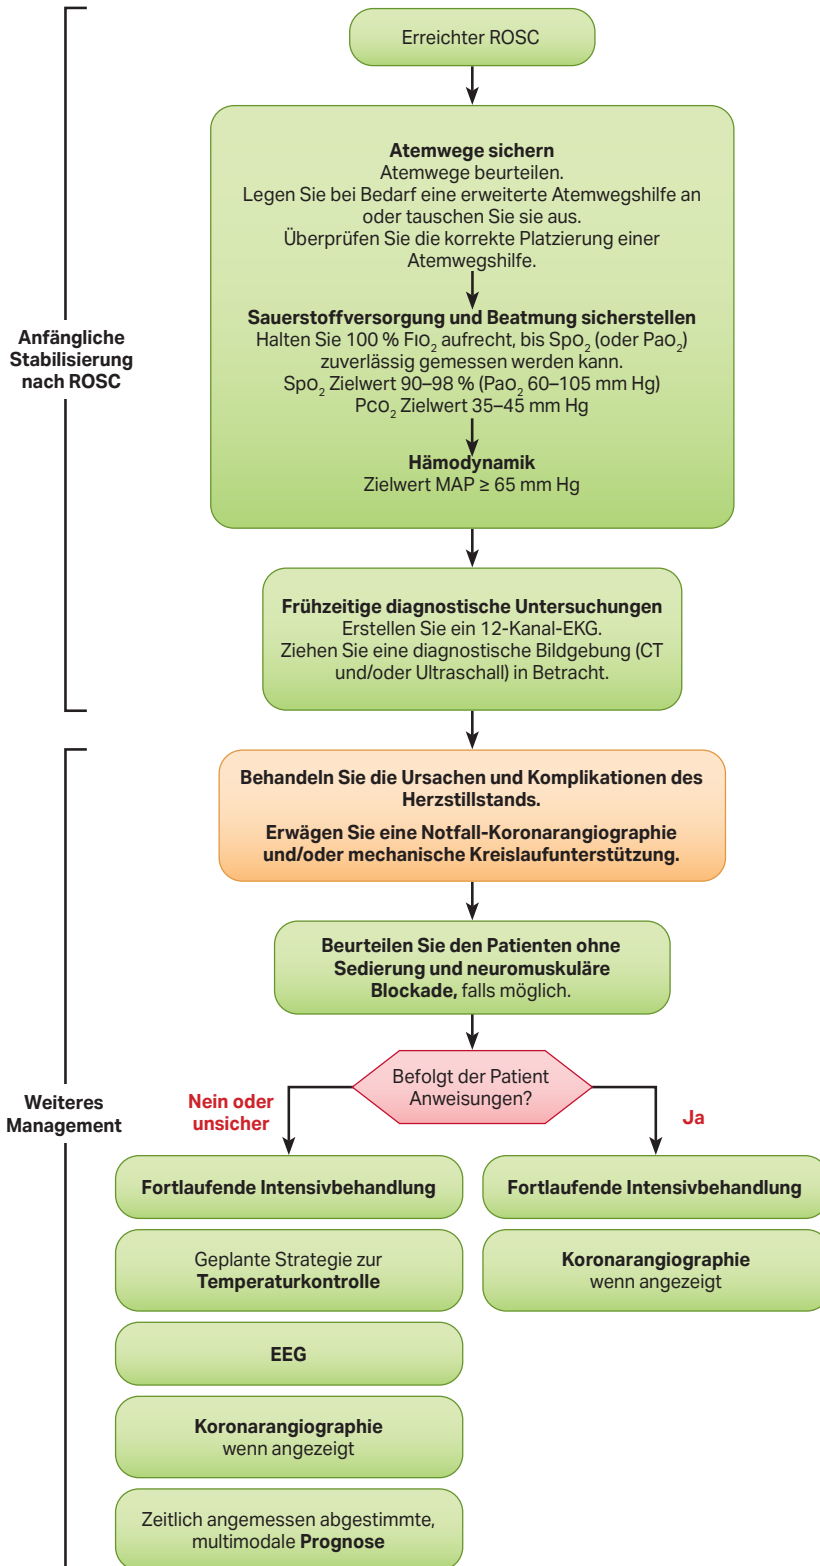 Erreichter ROSC
Atemwege sichern
Atemwege beurteilen.
Legen Sie bei Bedarf eine erweiterte Atemwegshilfe an
oder tauschen Sie sie aus.
Überprüfen Sie die korrekte Platzierung einer
Atemwegshilfe.
Sauerstoffversorgung und Beatmung sicherstellen
Halten Sie 100 % FIO₂ aufrecht, bis SpO₂ (oder PaO₂)
zuverlässig gemessen werden kann.
SpO₂ Zielwert 90–98 % (PaO₂ 60–105 mm Hg)
PCO₂ Zielwert 35–45 mm Hg
Hämodynamik
Zielwert MAP ≥ 65 mm Hg
Anfängliche
Stabilisierung
nach ROSC
Frühzeitige diagnostische Untersuchungen
Erstellen Sie ein 12-Kanal-EKG.
Ziehen Sie eine diagnostische Bildgebung (CT
und/oder Ultraschall) in Betracht.
Behandeln Sie die Ursachen und Komplikationen des
Herzstillstands.
Erwägen Sie eine Notfall-Koronarangiographie
und/oder mechanische Kreislaufunterstützung.
Beurteilen Sie den Patienten ohne
Sedierung und neuromuskuläre
Blockade, falls möglich.
Weiteres
Management
Befolgt der Patient
Anweisungen?
Nein oder
unsicher
Ja
Fortlaufende Intensivbehandlung
Geplante Strategie zur
Temperaturkontrolle
EEG
Koronarangiographie
wenn angezeigt
Zeitlich angemessen abgestimmte,
multimodale Prognose
Fortlaufende Intensivbehandlung
Koronarangiographie
wenn angezeigt